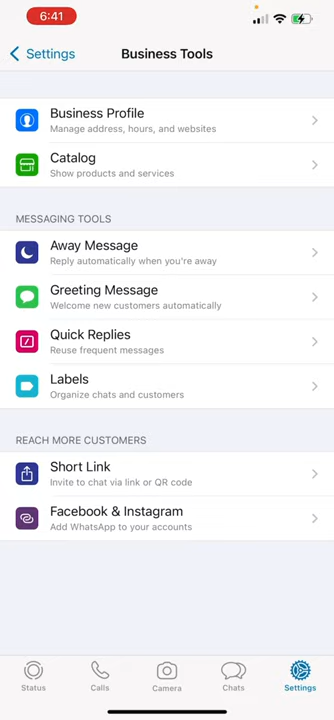 6:41
Settings
Business Tools
Business Profile
Manage address, hours, and websites
Catalog
Show products and services
MESSAGING TOOLS
Away Message
Reply automatically when you're away
Greeting Message
Welcome new customers automatically
Quick Replies
Reuse frequent messages
Labels
Organize chats and customers
REACH MORE CUSTOMERS
Short Link
Invite to chat via link or QR code
Facebook & Instagram
Add WhatsApp to your accounts
Status Calls Camera Chats Settings